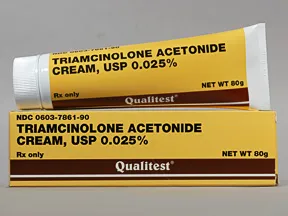 TRIAMCINOLONE ACETONIDE
CREAM, USP 0.025%
Rx only
NET WT 80g
Qualitest®
NDC 0603-7861-90
TRIAMCINOLONE ACETONIDE
CREAM, USP 0.025%
Rx only
NET WT 80g
Qualitest®